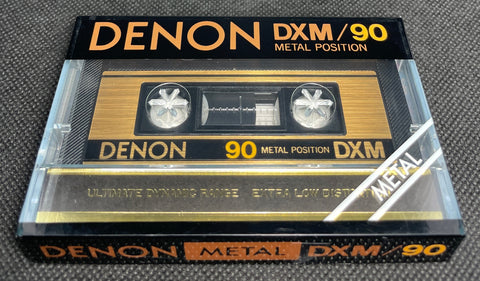 DENON DXM/90
METAL POSITION
DENON 90 METAL POSITION DXM
METAL
ULTIMATE DYNAMIC RANGE EXTRA LOW
DENON METAL DXM/90